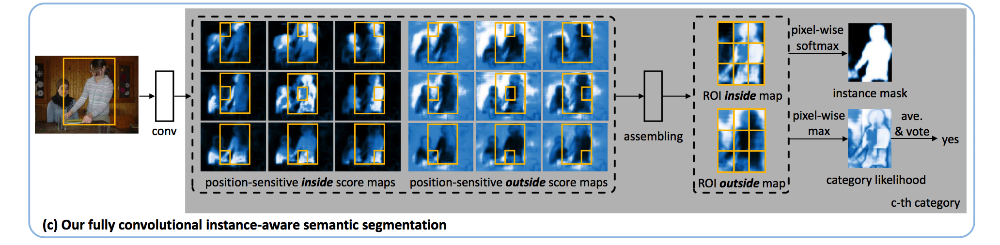 conv
position-sensitive inside score maps
position-sensitive outside score maps
assembling
ROI inside map
ROI outside map
pixel-wise
softmax
instance mask
pixel-wise
max
ave.
& vote
yes
category likelihood
c-th category
(c) Our fully convolutional instance-aware semantic segmentation